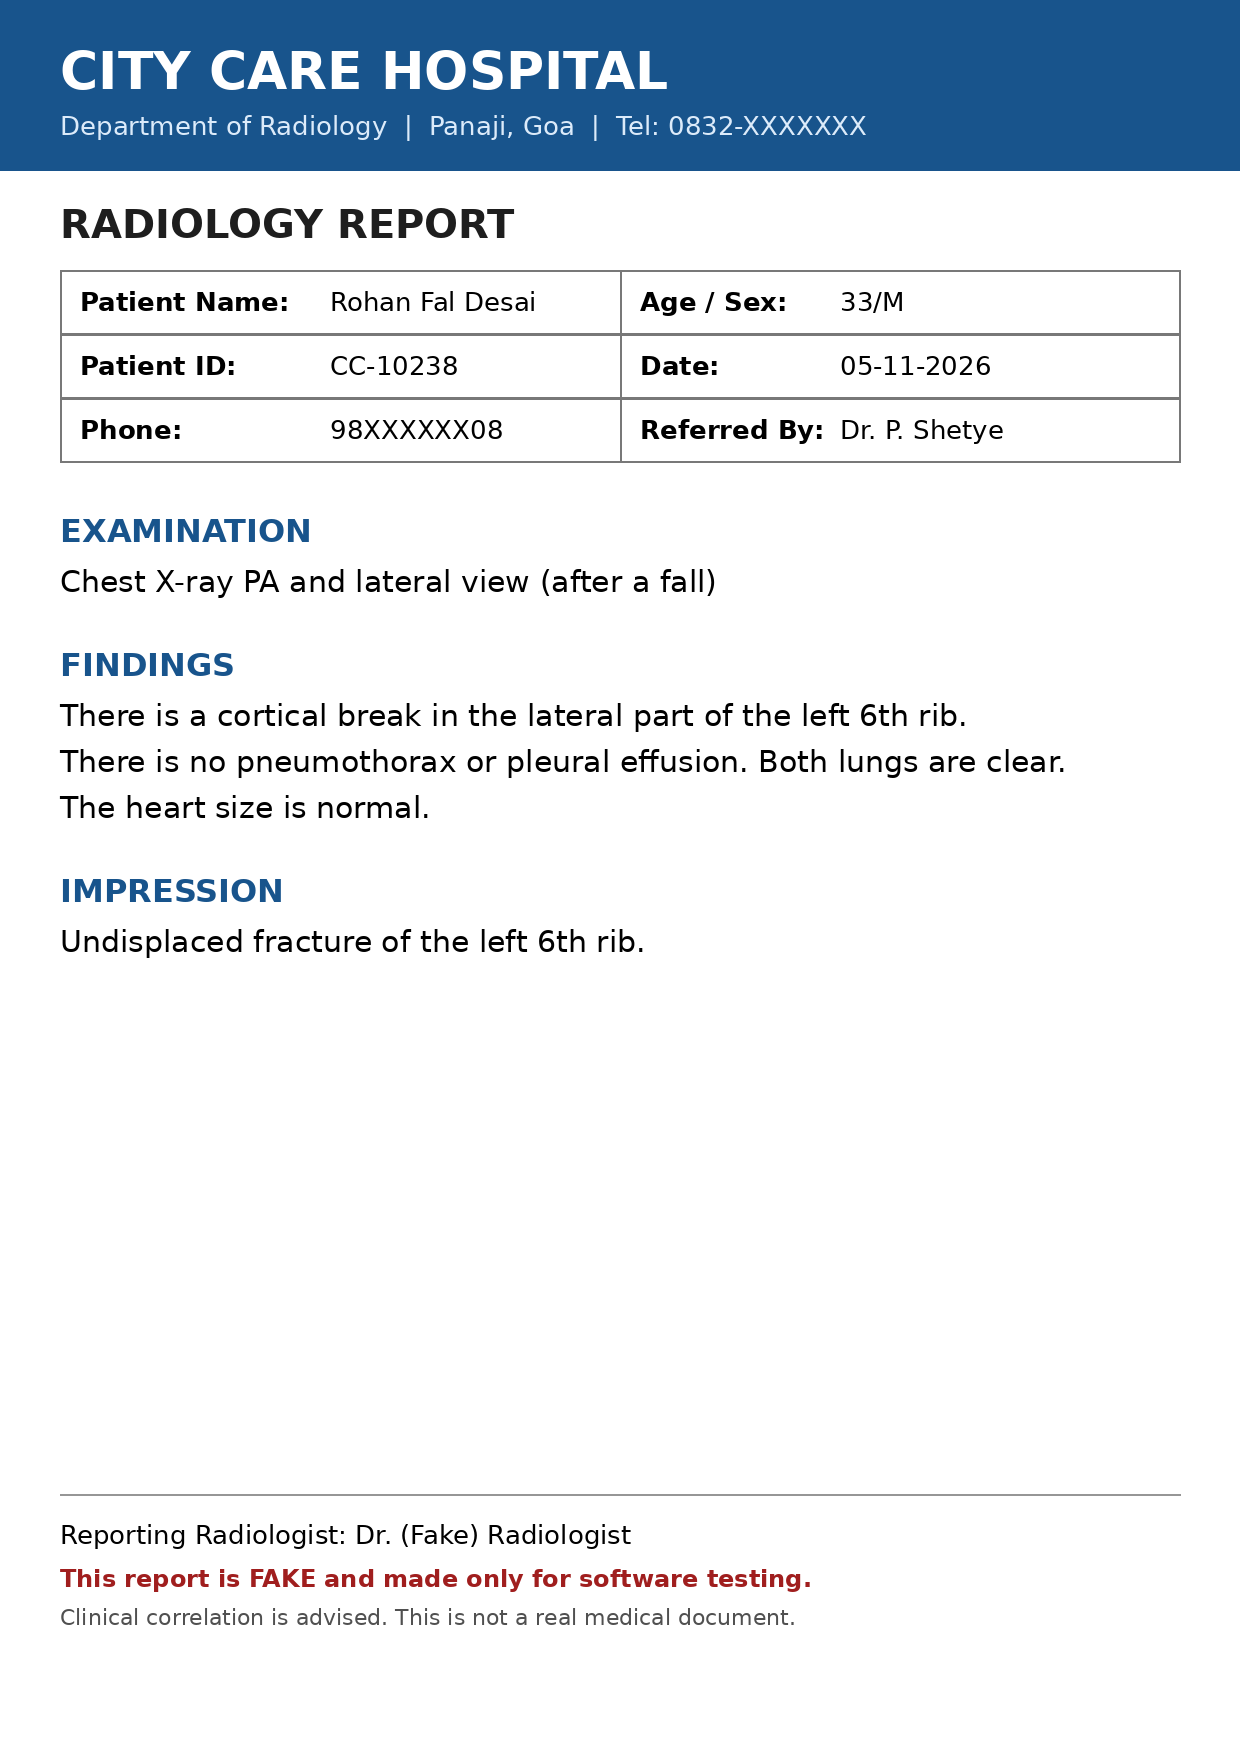 CITY CARE HOSPITAL
Department of Radiology | Panaji, Goa | Tel: 0832-XXXXXXX
RADIOLOGY REPORT
Patient Name: Rohan Fal Desai Age / Sex: 33/M
Patient ID: CC-10238 Date: 05-11-2026
Phone: 98XXXXXX08 Referred By: Dr. P. Shetye
EXAMINATION
Chest X-ray PA and lateral view (after a fall)
FINDINGS
There is a cortical break in the lateral part of the left 6th rib.
There is no pneumothorax or pleural effusion. Both lungs are clear.
The heart size is normal.
IMPRESSION
Undisplaced fracture of the left 6th rib.
Reporting Radiologist: Dr. (Fake) Radiologist
This report is FAKE and made only for software testing.
Clinical correlation is advised. This is not a real medical document.